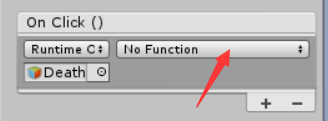 On Click ()
Runtime C No Function
Death
+ −